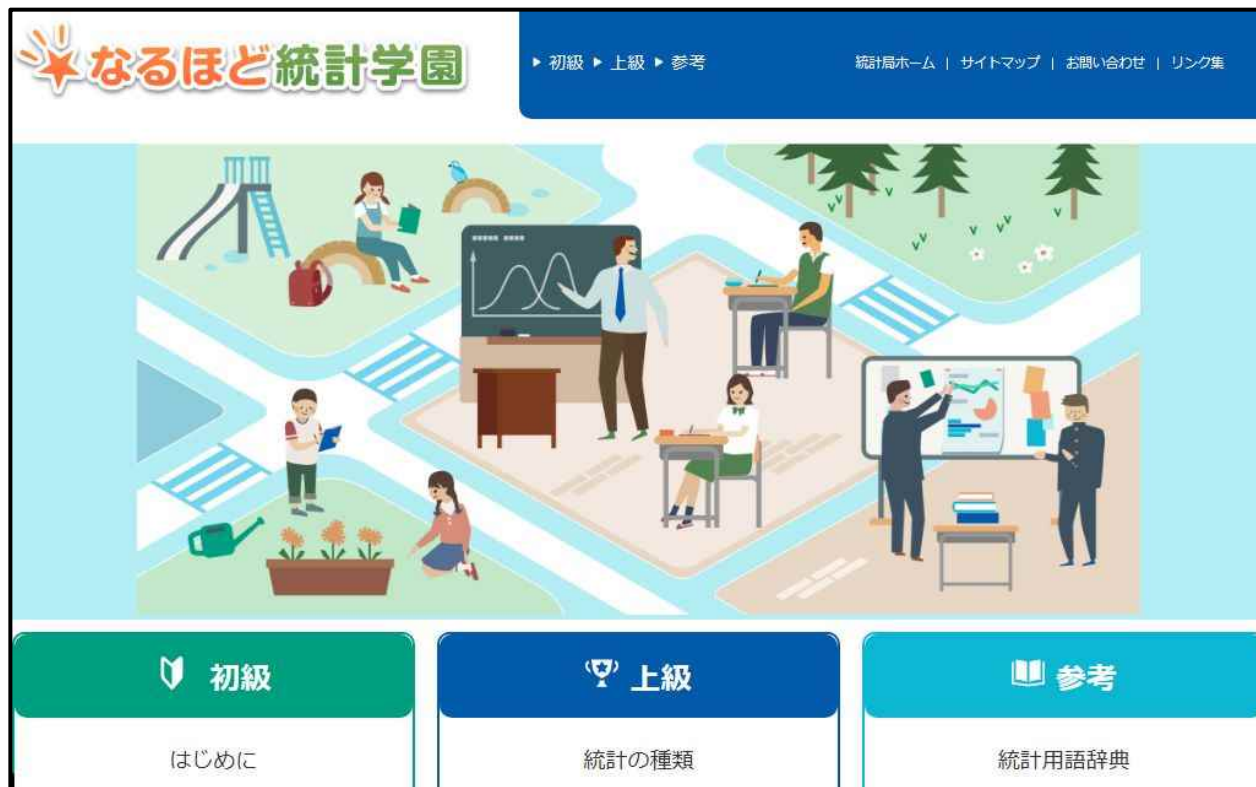 なるほど統計学園
▶ 初級 ▶ 上級 ▶ 参考
統計局ホーム | サイトマップ | お問い合わせ | リンク集
初級
上級
参考
はじめに
統計の種類
統計用語辞典